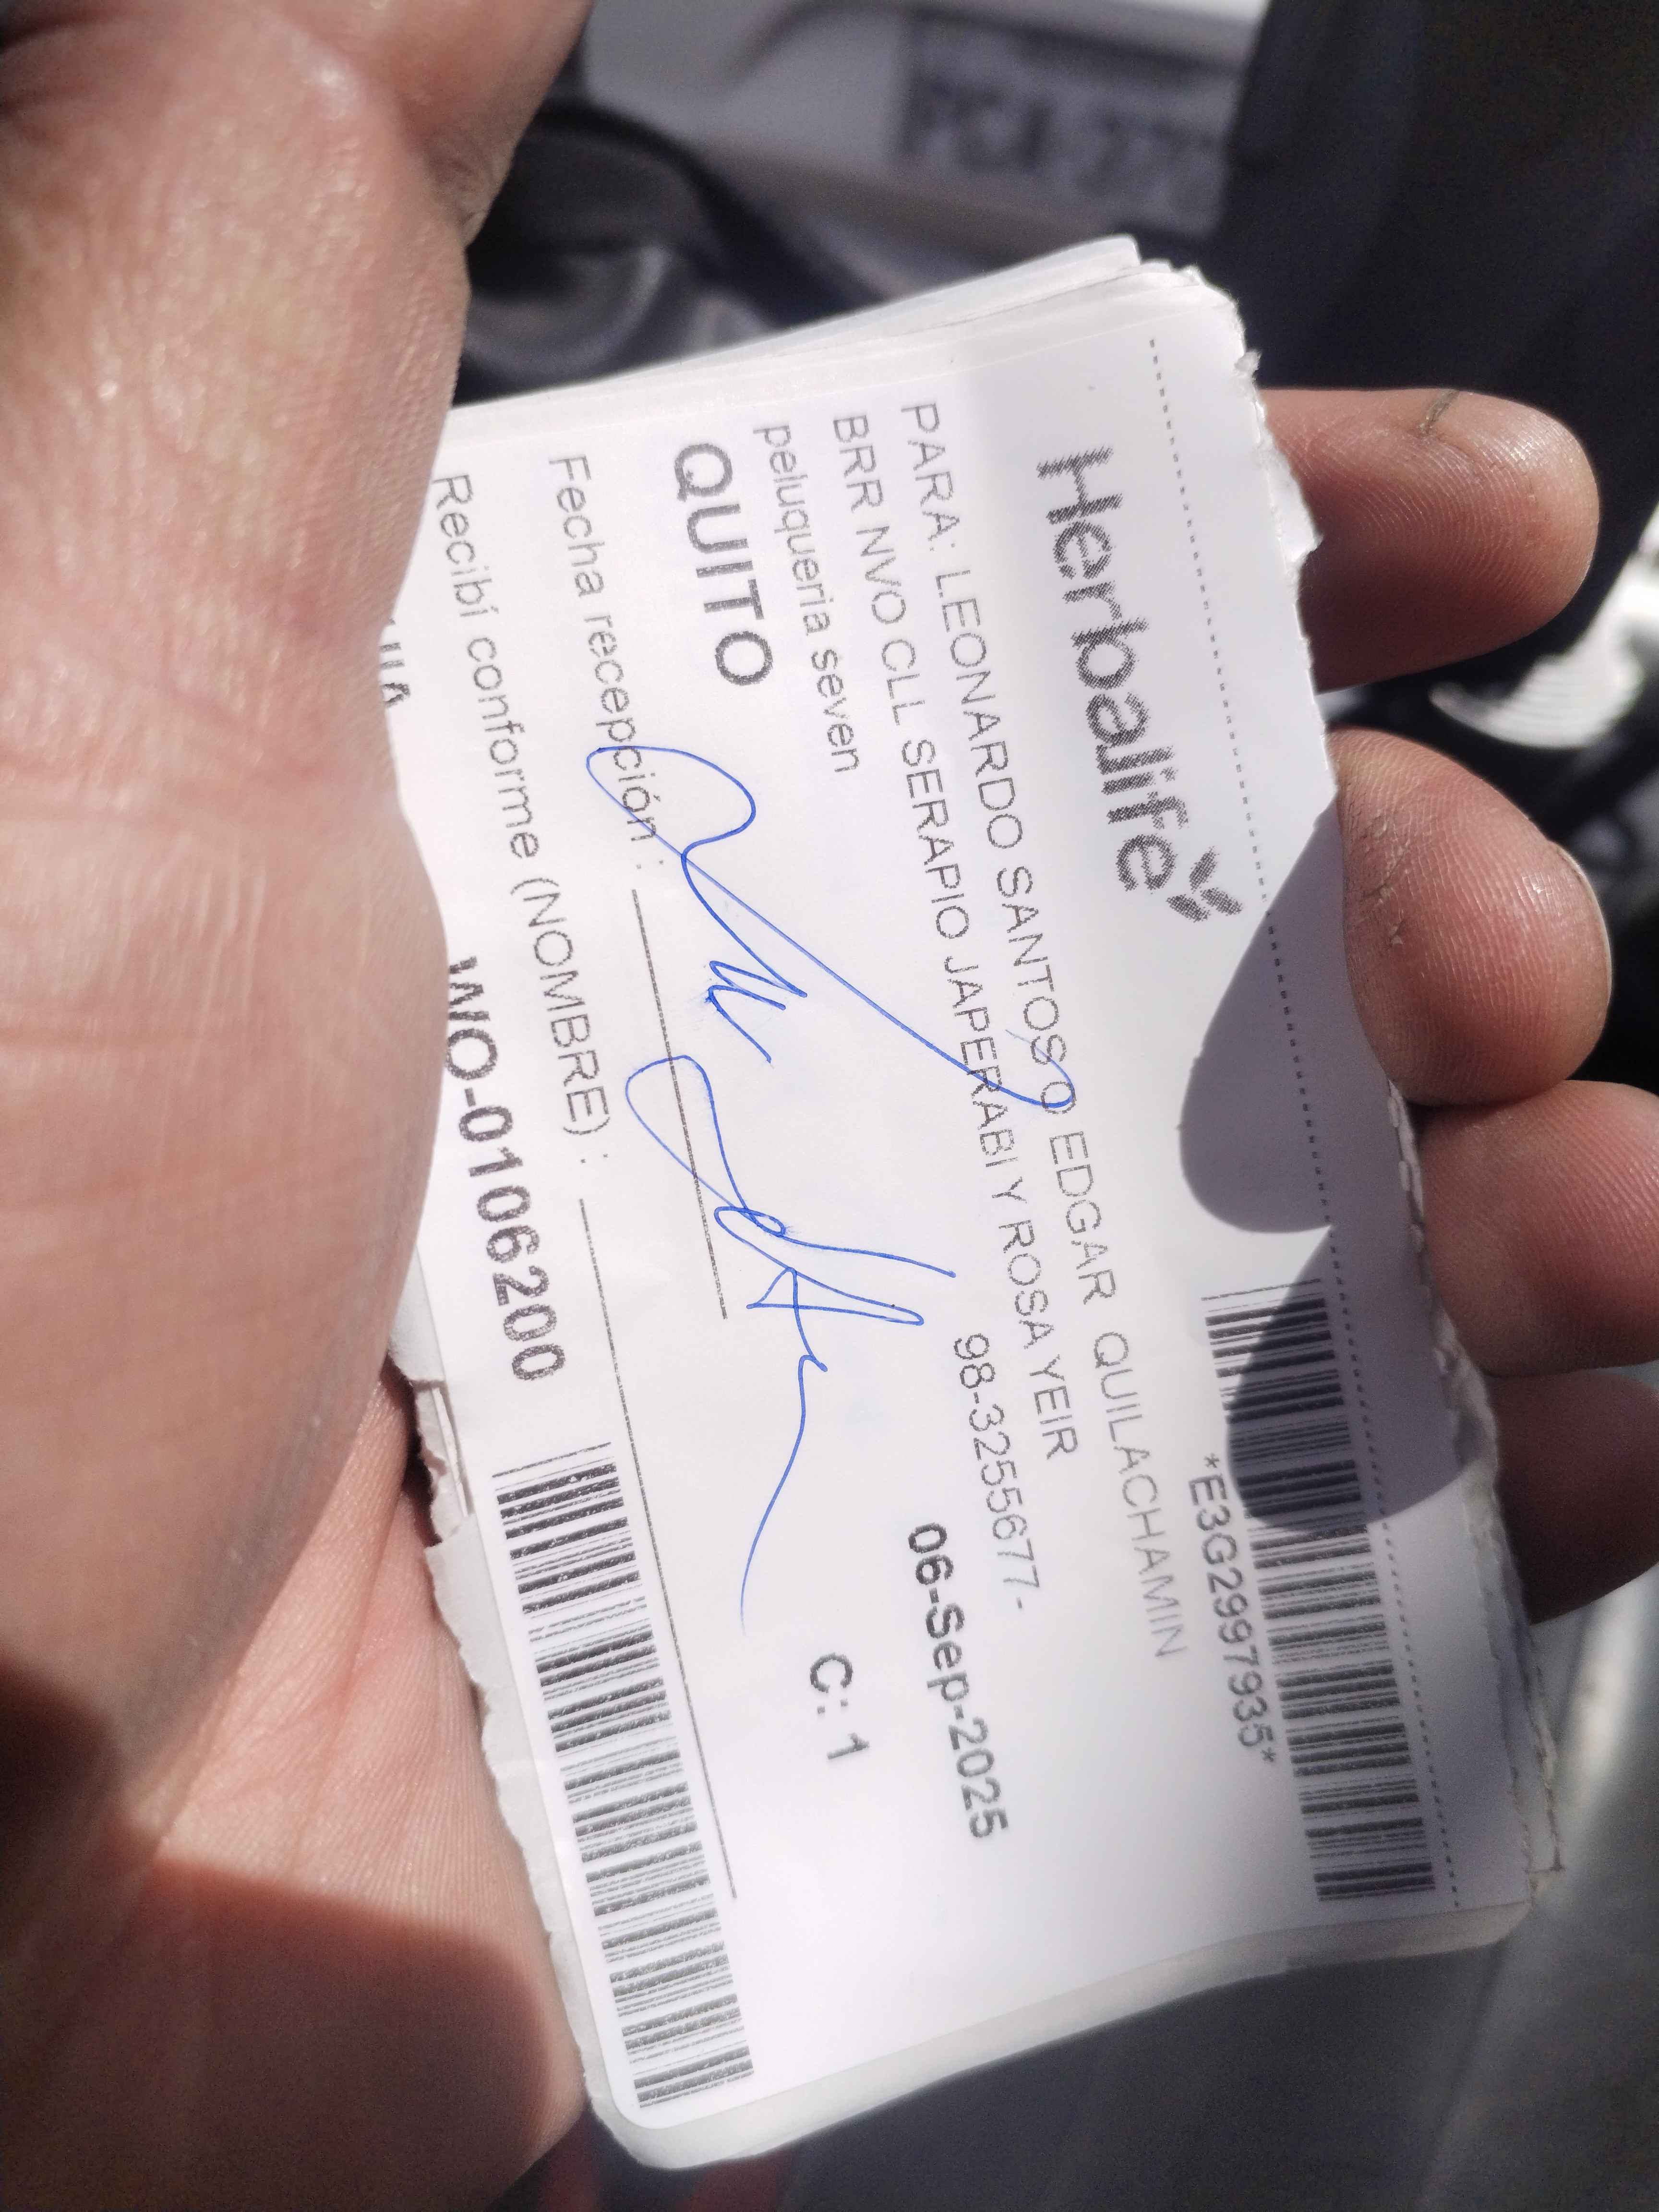 Herbalife
*E3G2997935*
PARA: LEONARDO SANTOS O EDGAR QUILACHAMIN
BRR NVO CLL SERAPIO JAPERABI Y ROSA YEIR
peluqueria seven 98-3255677-
QUITO 06-Sep-2025
C: 1
Fecha recepción :
Recibí conforme (NOMBRE) :
WO-0106200